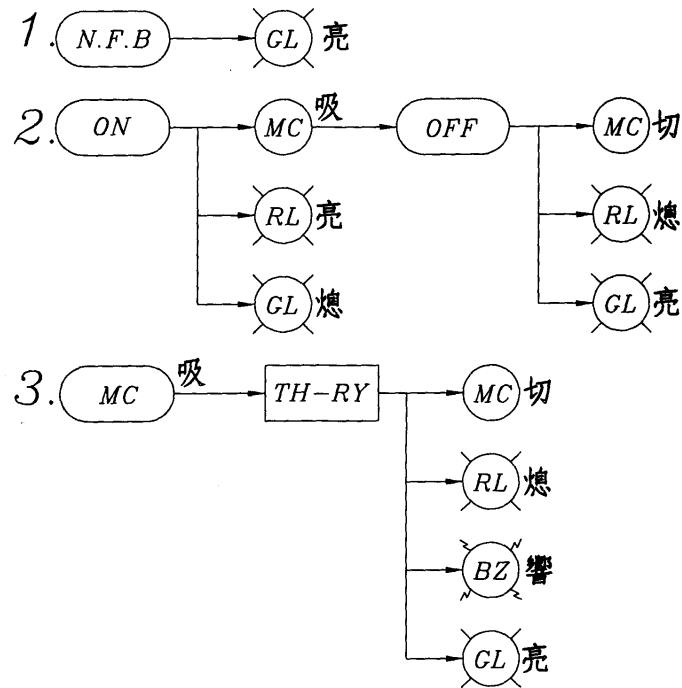 1. N.F.B GL 亮
2. ON MC 吸 OFF MC 切
RL 亮 RL 熄
GL 熄 GL 亮
3. MC 吸 TH-RY MC 切
RL 熄
BZ 響
GL 亮